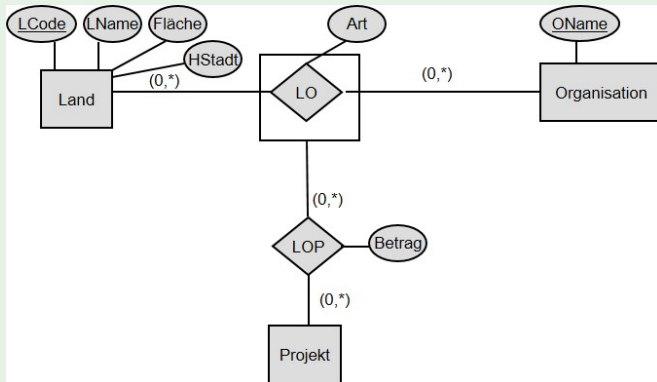 LCode
LName
Fläche
HStadt
Art
OName
Land
(0,*)
LO
(0,*)
Organisation
(0,*)
LOP
Betrag
(0,*)
Projekt